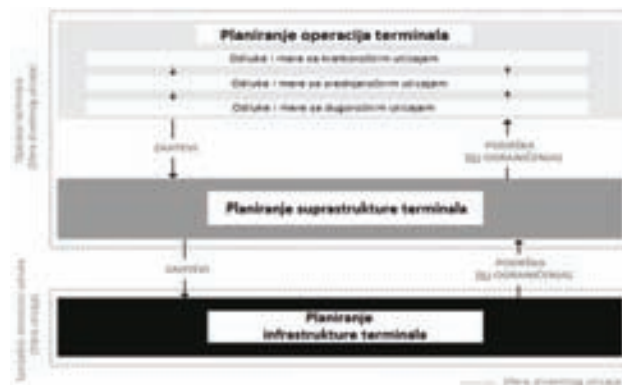 Planiranje operacija terminala
Odluke i mere sa kratkoročnim uticajem
Odluke i mere sa srednjoročnim uticajem
Odluke i mere sa dugoročnim uticajem
ZAHTEVI
PODRŠKA
ILI OGRANIČENJA
Planiranje suprastrukture terminala
ZAHTEVI
PODRŠKA
ILI OGRANIČENJA
Planiranje
infrastrukture terminala